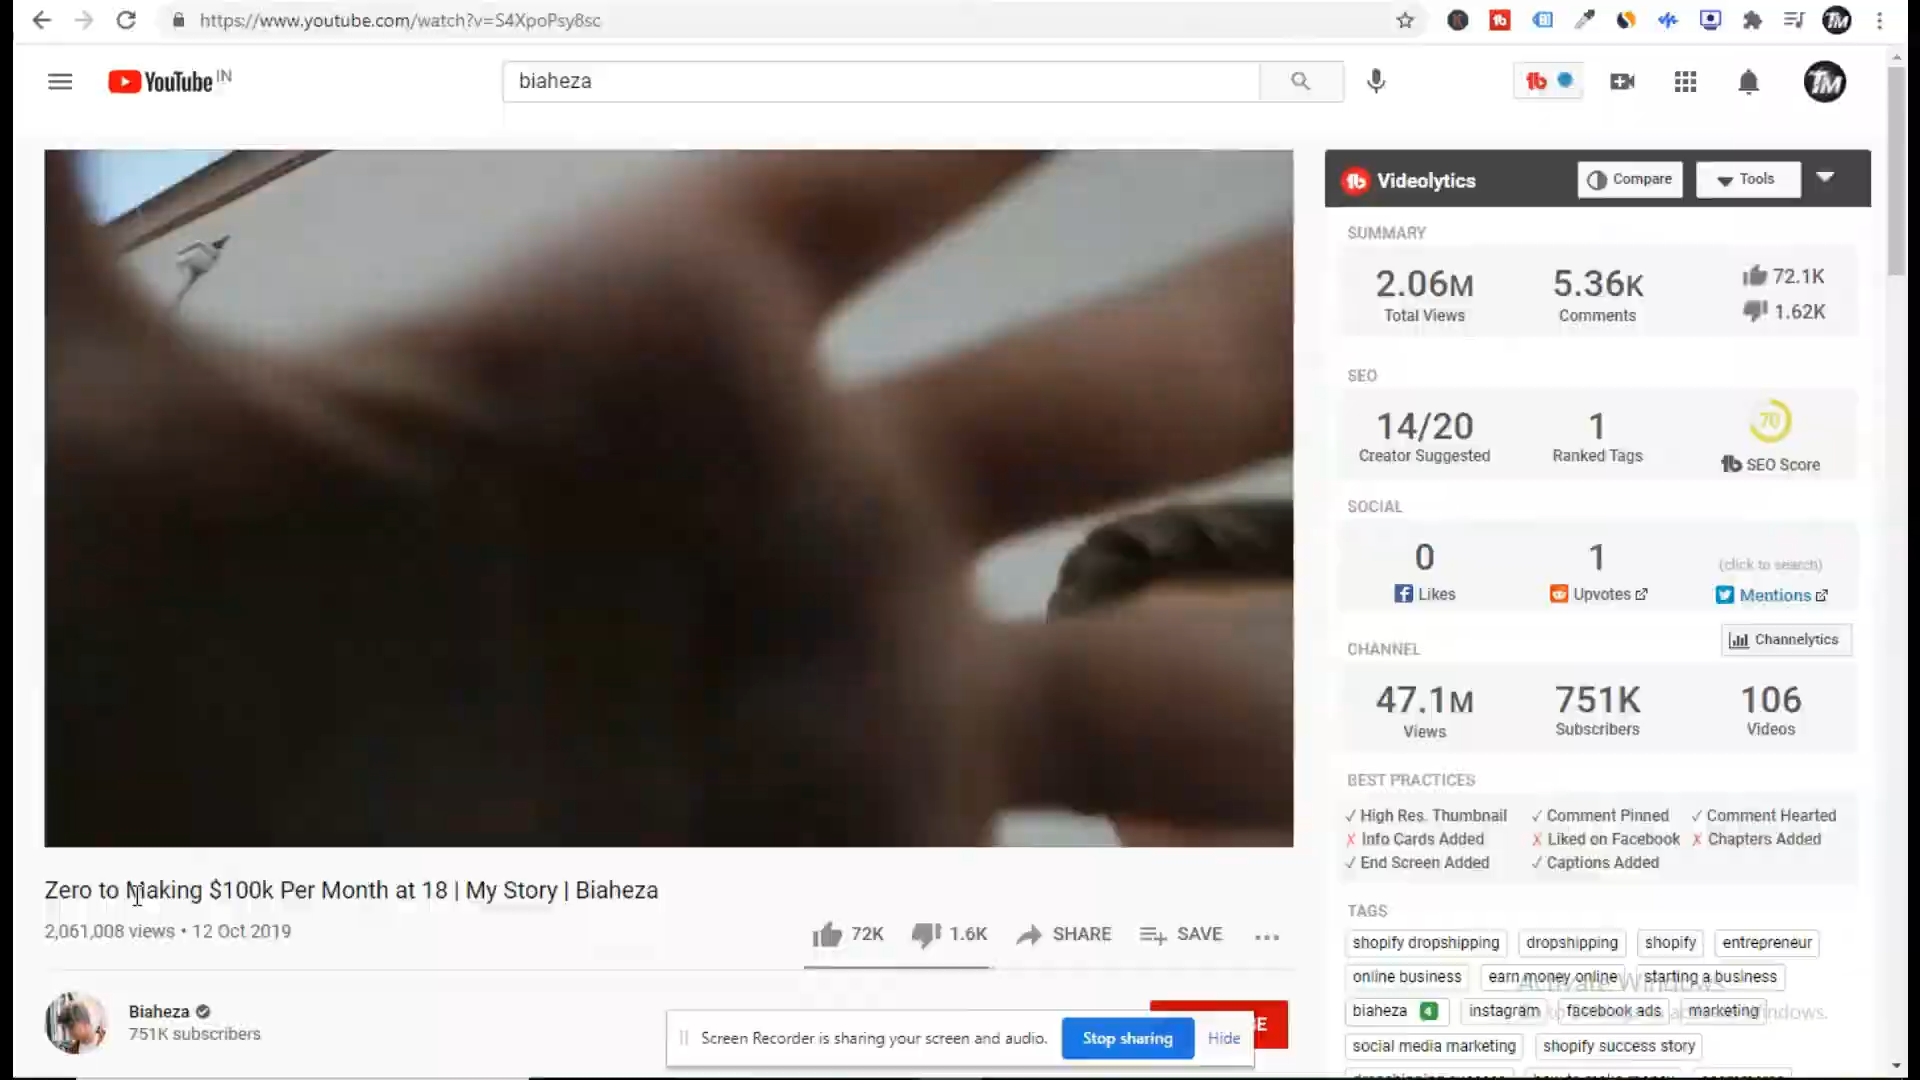 https://www.youtube.com/watch?v=S4XpoPsy8sc
YouTube IN
biaheza
Videolytics
Compare
Tools
SUMMARY
2.06M
Total Views
5.36K
Comments
72.1K
1.62K
SEO
14/20
Creator Suggested
1
Ranked Tags
70
SEO Score
SOCIAL
0
Likes
1
Upvotes
(click to search)
Mentions
CHANNEL
Channelytics
47.1M
Views
751K
Subscribers
106
Videos
BEST PRACTICES
✓ High Res. Thumbnail ✓ Comment Pinned ✓ Comment Hearted
X Info Cards Added X Liked on Facebook X Chapters Added
✓ End Screen Added ✓ Captions Added
Zero to Making $100k Per Month at 18 | My Story | Biaheza
2,061,008 views • 12 Oct 2019
72K 1.6K SHARE SAVE
TAGS
shopify dropshipping dropshipping shopify entrepreneur
online business earn money online starting a business
biaheza 4 instagram facebook ads marketing
social media marketing shopify success story
Biaheza
751K subscribers
Screen Recorder is sharing your screen and audio. Stop sharing Hide
Activate Windows